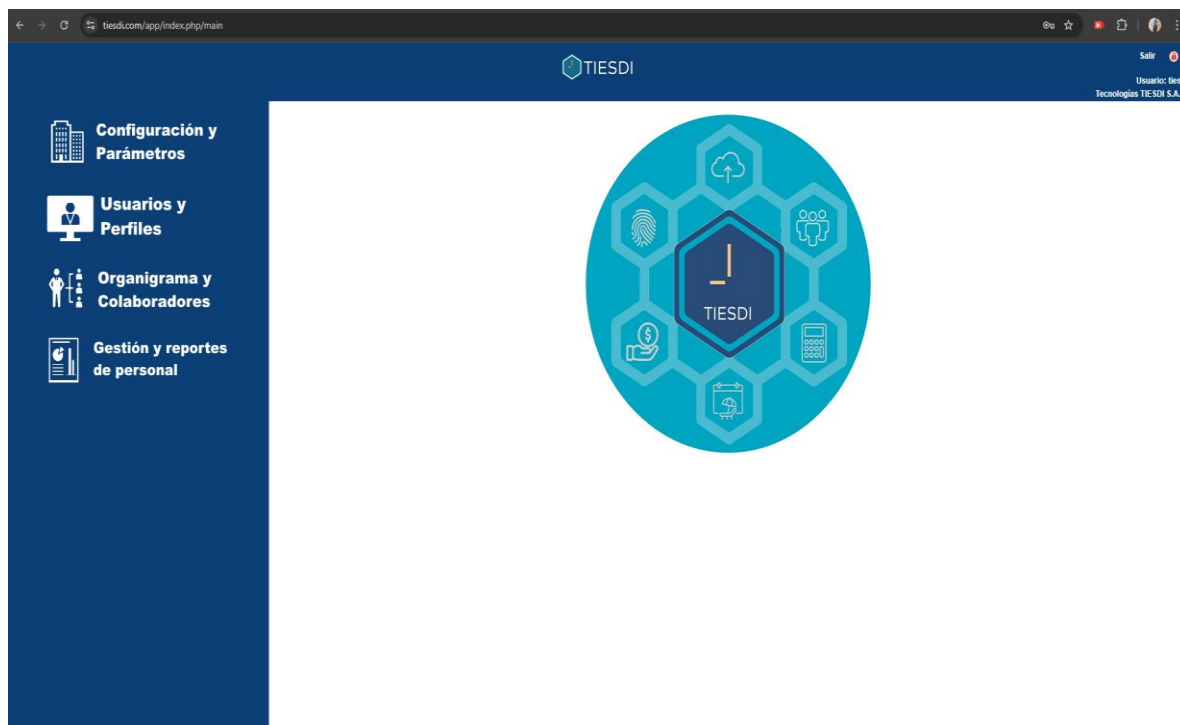 tiesdi.com/app/index.php/main
TIESDI
Salir
Usuario: ties
Tecnologías TIESDI S.A.
Configuración y
Parámetros
Usuarios y
Perfiles
Organigrama y
Colaboradores
Gestión y reportes
de personal
TIESDI